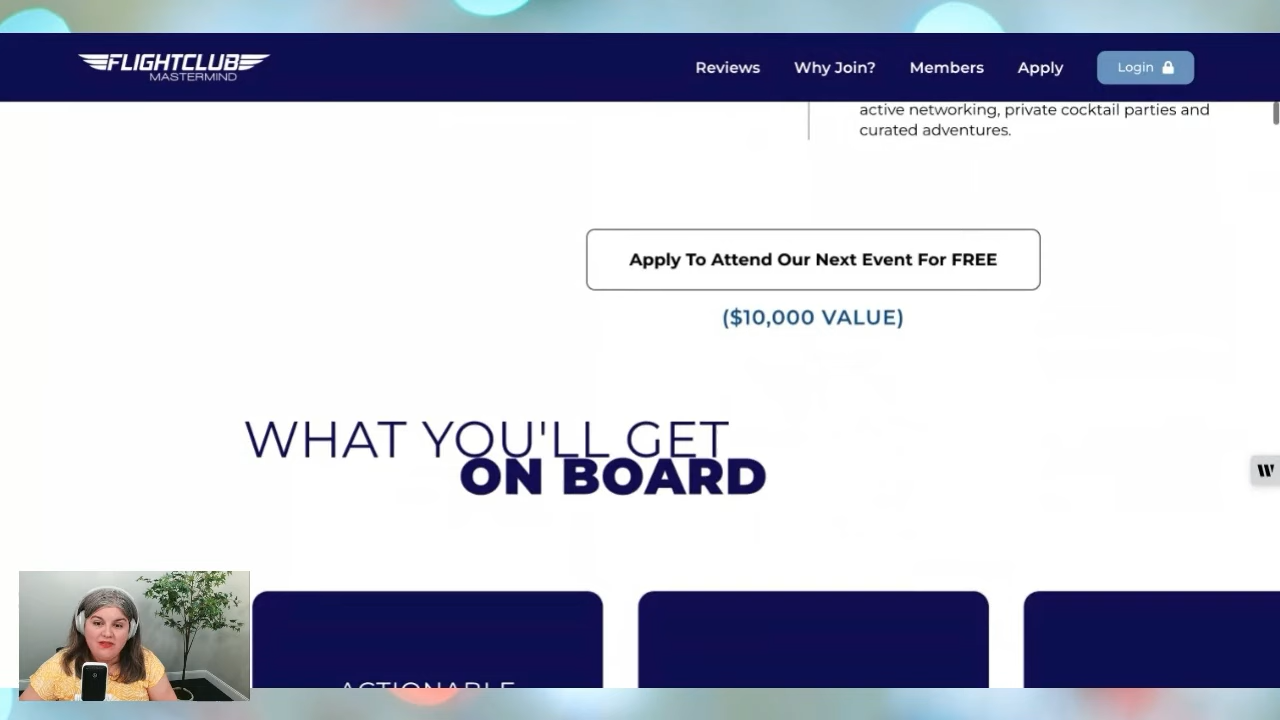 FLIGHTCLUB
MASTERMIND
Reviews
Why Join?
Members
Apply
Login
active networking, private cocktail parties and
curated adventures.
Apply To Attend Our Next Event For FREE
($10,000 VALUE)
WHAT YOU'LL GET
ON BOARD
W
ACTIONABLE